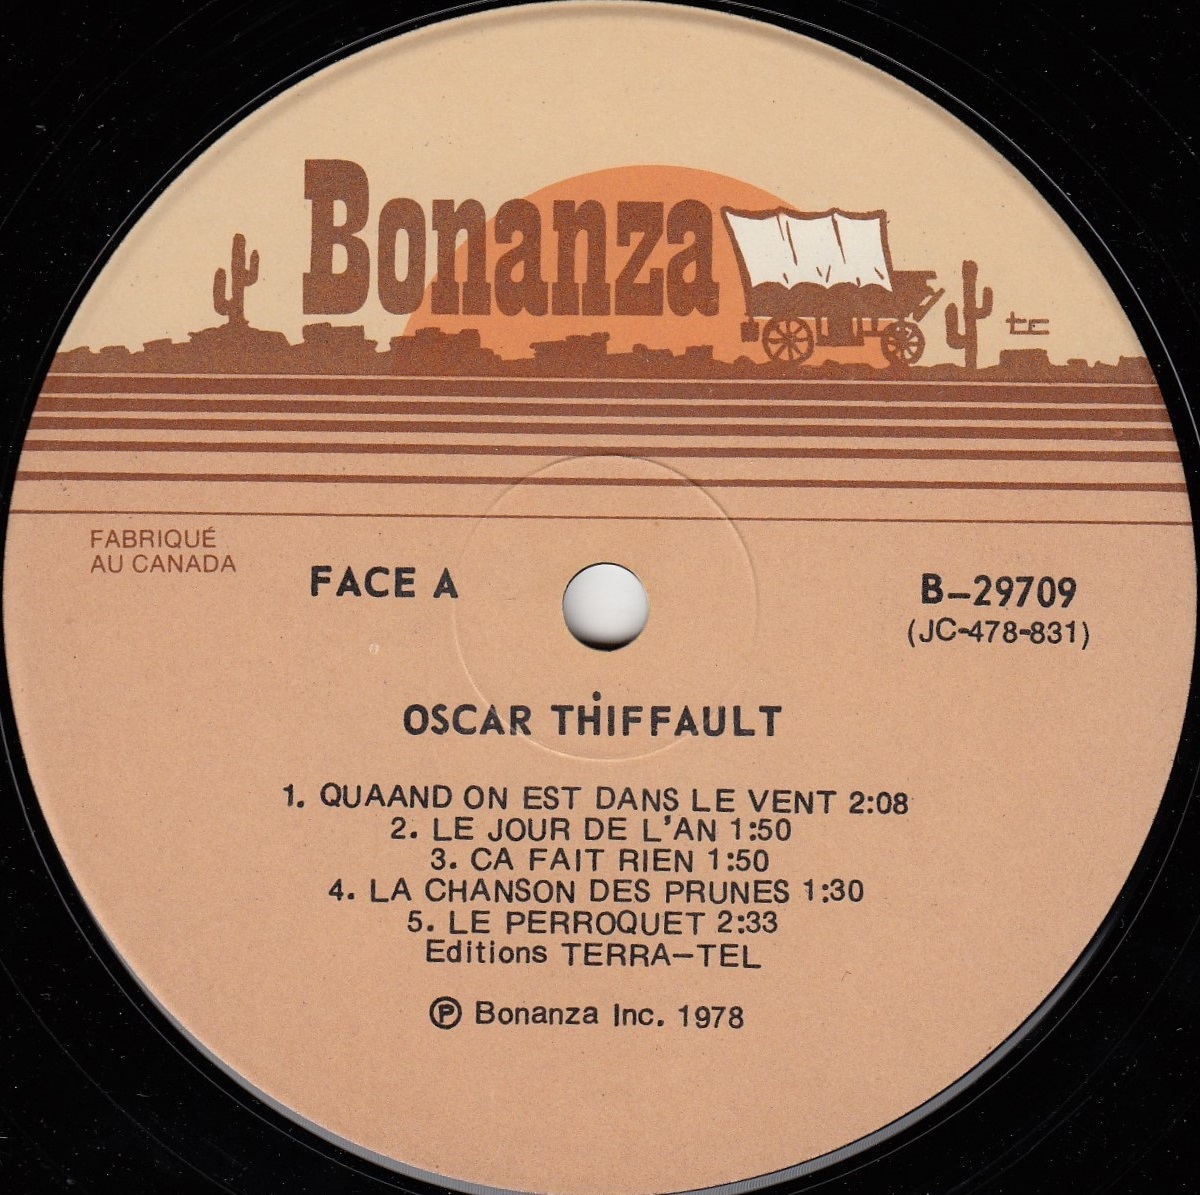 Bonanza
tc
FABRIQUÉ
AU CANADA
FACE A
B-29709
(JC-478-831)
OSCAR THIFFAULT
1. QUAAND ON EST DANS LE VENT 2:08
2. LE JOUR DE L'AN 1:50
3. CA FAIT RIEN 1:50
4. LA CHANSON DES PRUNES 1:30
5. LE PERROQUET 2:33
Editions TERRA-TEL
Ⓟ Bonanza Inc. 1978